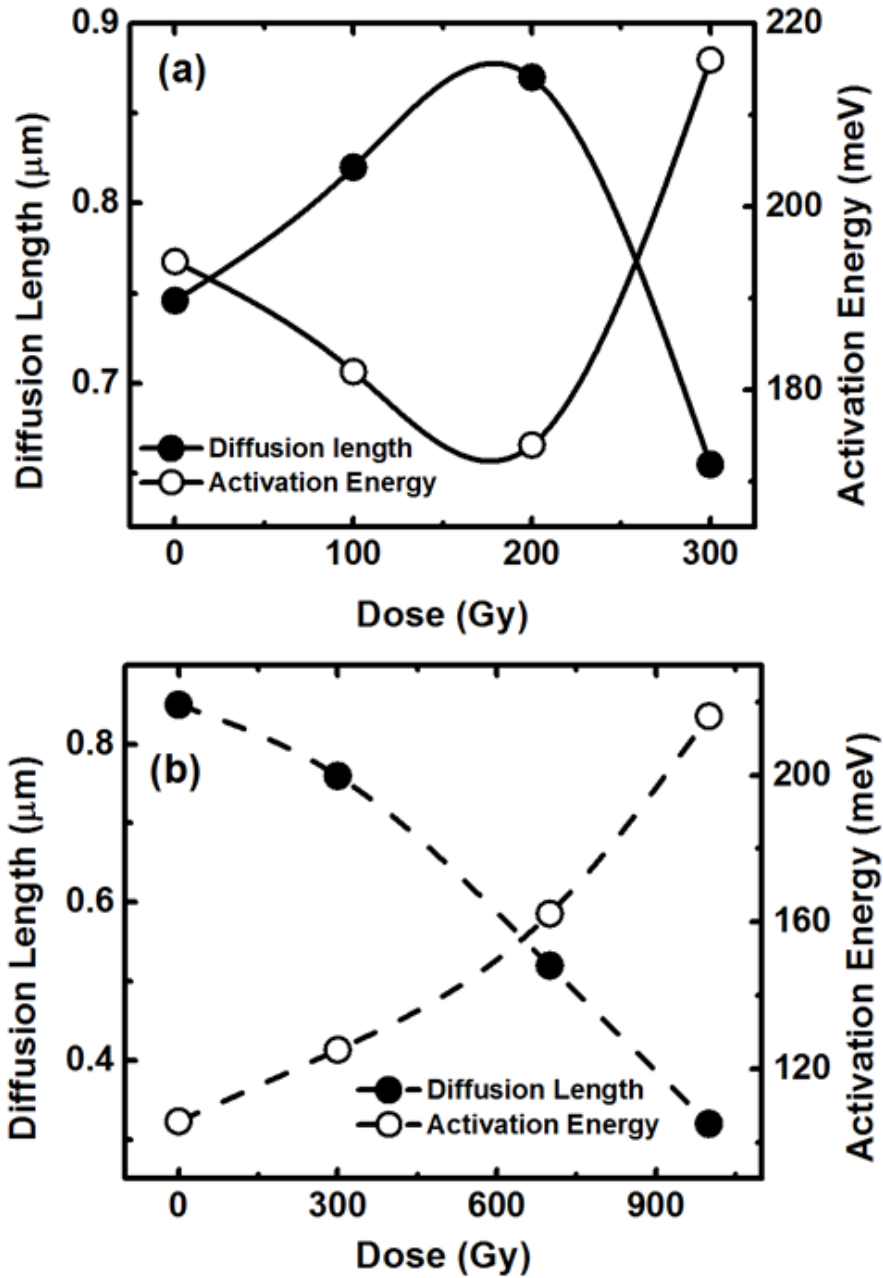 0.9
0.8
0.7
Diffusion Length (μm)
(a)
Diffusion length
Activation Energy
220
200
180
Activation Energy (meV)
0 100 200 300
Dose (Gy)
0.8
0.6
0.4
Diffusion Length (μm)
(b)
Diffusion Length
Activation Energy
200
160
120
Activation Energy (meV)
0 300 600 900
Dose (Gy)